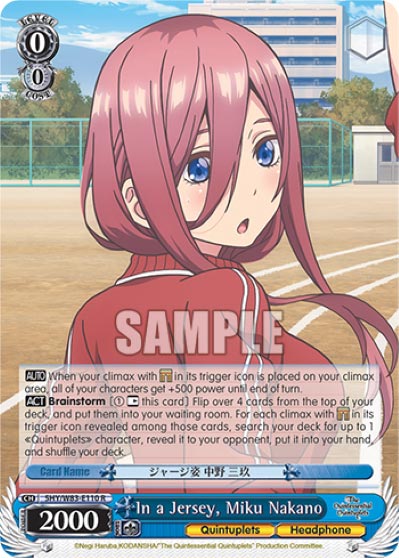 LEVEL
0
0
COST
SAMPLE
AUTO When your climax with in its trigger icon is placed on your climax
area, all of your characters get +500 power until end of turn.
ACT Brainstorm [① this card] Flip over 4 cards from the top of your
deck, and put them into your waiting room. For each climax with in its
trigger icon revealed among those cards, search your deck for up to 1
«Quintuplets» character, reveal it to your opponent, put it into your hand,
and shuffle your deck.
Card Name ジャージ姿 中野 三玖
CH 5HY/W83-E110 R
In a Jersey, Miku Nakano
The Quintessential Quintuplets
2000
Quintuplets Headphone
©Negi Haruba,KODANSHA/"The Quintessential Quintuplets" Production Committee.